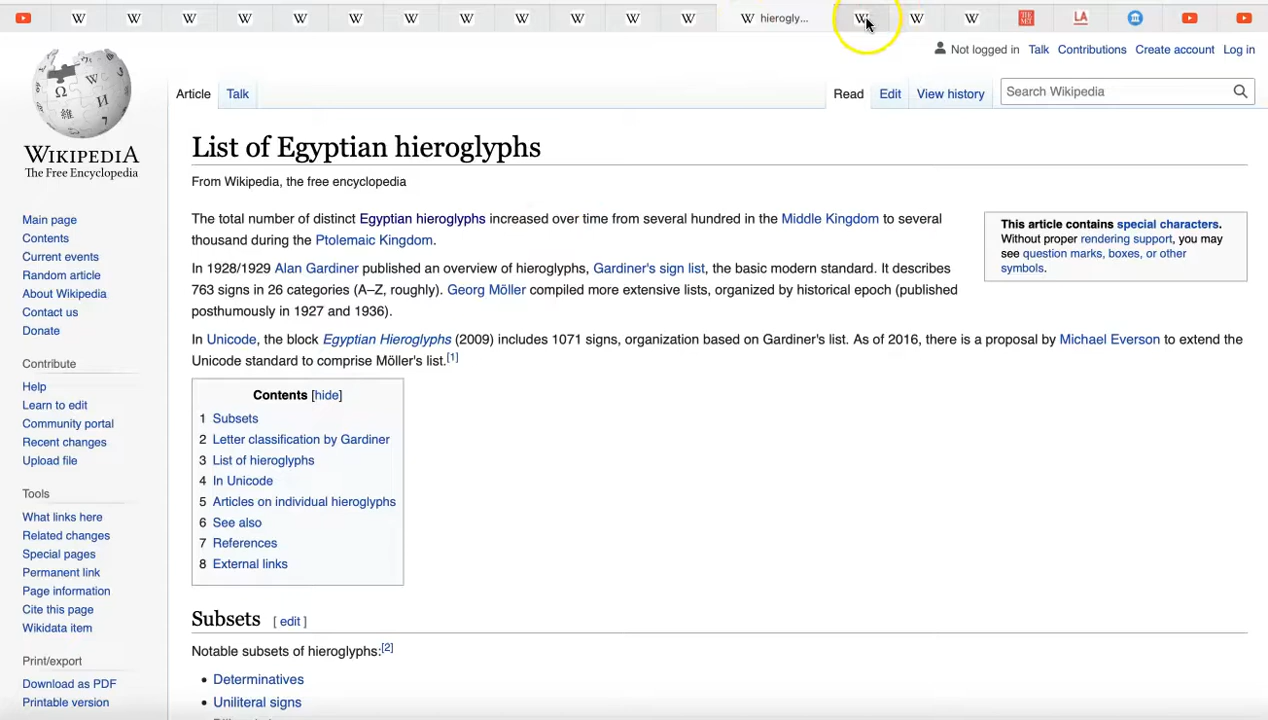 hierogly...
Not logged in Talk Contributions Create account Log in
WIKIPEDIA
The Free Encyclopedia
Article Talk
Read Edit View history
Search Wikipedia
Main page
Contents
Current events
Random article
About Wikipedia
Contact us
Donate
Contribute
Help
Learn to edit
Community portal
Recent changes
Upload file
Tools
What links here
Related changes
Special pages
Permanent link
Page information
Cite this page
Wikidata item
Print/export
Download as PDF
Printable version
List of Egyptian hieroglyphs
From Wikipedia, the free encyclopedia
The total number of distinct Egyptian hieroglyphs increased over time from several hundred in the Middle Kingdom to several
thousand during the Ptolemaic Kingdom.
In 1928/1929 Alan Gardiner published an overview of hieroglyphs, Gardiner's sign list, the basic modern standard. It describes
763 signs in 26 categories (A–Z, roughly). Georg Möller compiled more extensive lists, organized by historical epoch (published
posthumously in 1927 and 1936).
In Unicode, the block Egyptian Hieroglyphs (2009) includes 1071 signs, organization based on Gardiner's list. As of 2016, there is a proposal by Michael Everson to extend the
Unicode standard to comprise Möller's list.[1]
This article contains special characters.
Without proper rendering support, you may
see question marks, boxes, or other
symbols.
Contents [hide]
1 Subsets
2 Letter classification by Gardiner
3 List of hieroglyphs
4 In Unicode
5 Articles on individual hieroglyphs
6 See also
7 References
8 External links
Subsets [ edit ]
Notable subsets of hieroglyphs:[2]
• Determinatives
• Uniliteral signs